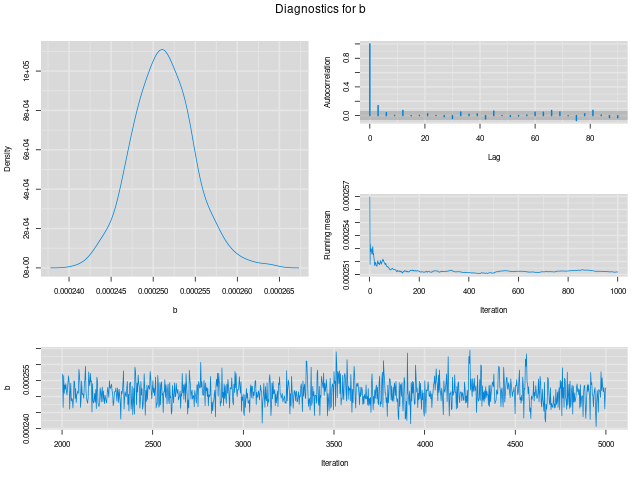 Diagnostics for b
Density
0e+00 2e+04 4e+04 6e+04 8e+04 1e+05
0.000240 0.000245 0.000250 0.000255 0.000260 0.000265
b
Autocorrelation
0.0 0.4 0.8
0 20 40 60 80
Lag
Running mean
0.000251 0.000254 0.000257
0 200 400 600 800 1000
Iteration
b
0.000240 0.000255
2000 2500 3000 3500 4000 4500 5000
Iteration